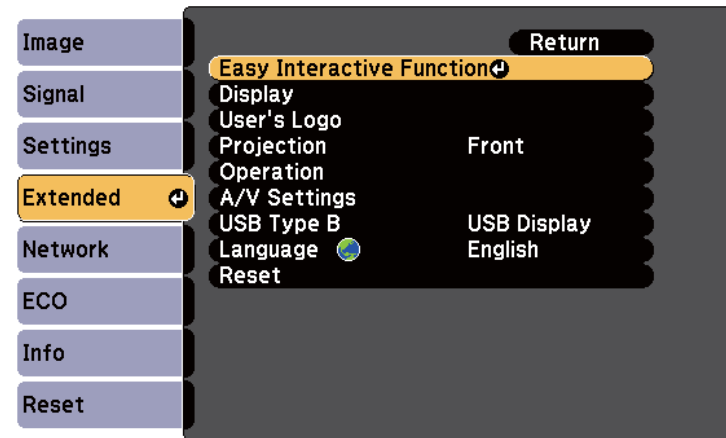 Image
Signal
Settings
Extended
Network
ECO
Info
Reset
Return
Easy Interactive Function
Display
User's Logo
Projection Front
Operation
A/V Settings
USB Type B USB Display
Language English
Reset